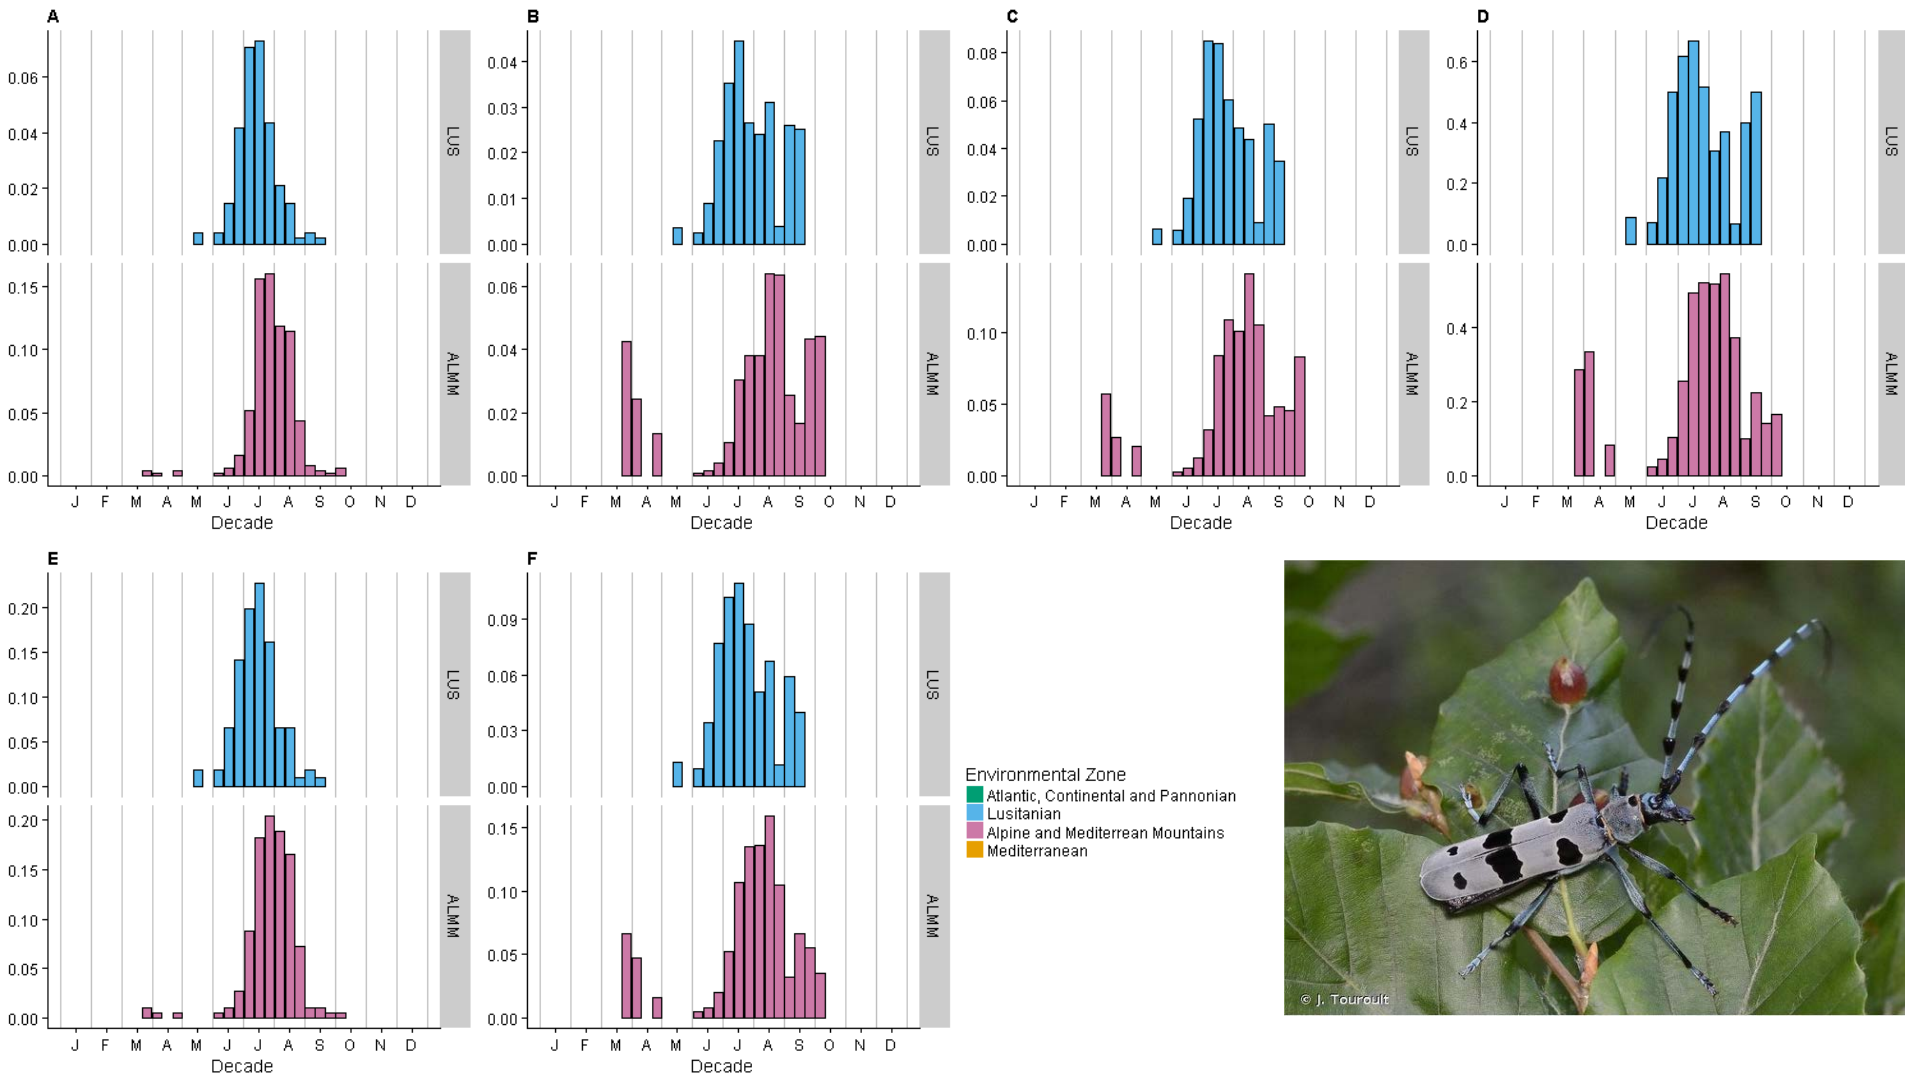 A
0.06
0.04
0.02
0.00
LUS
0.15
0.10
0.05
0.00
ALMM
J F M A M J J A S O N D
Decade
B
0.04
0.03
0.02
0.01
0.00
LUS
0.06
0.04
0.02
0.00
ALMM
J F M A M J J A S O N D
Decade
C
0.08
0.06
0.04
0.02
0.00
LUS
0.10
0.05
0.00
ALMM
J F M A M J J A S O N D
Decade
D
0.6
0.4
0.2
0.0
LUS
0.4
0.2
0.0
ALMM
J F M A M J J A S O N D
Decade
E
0.20
0.15
0.10
0.05
0.00
LUS
0.20
0.15
0.10
0.05
0.00
ALMM
J F M A M J J A S O N D
Decade
F
0.09
0.06
0.03
0.00
LUS
0.15
0.10
0.05
0.00
ALMM
J F M A M J J A S O N D
Decade
Environmental Zone
Atlantic, Continental and Pannonian
Lusitanian
Alpine and Mediterrean Mountains
Mediterranean
© J. Touroult